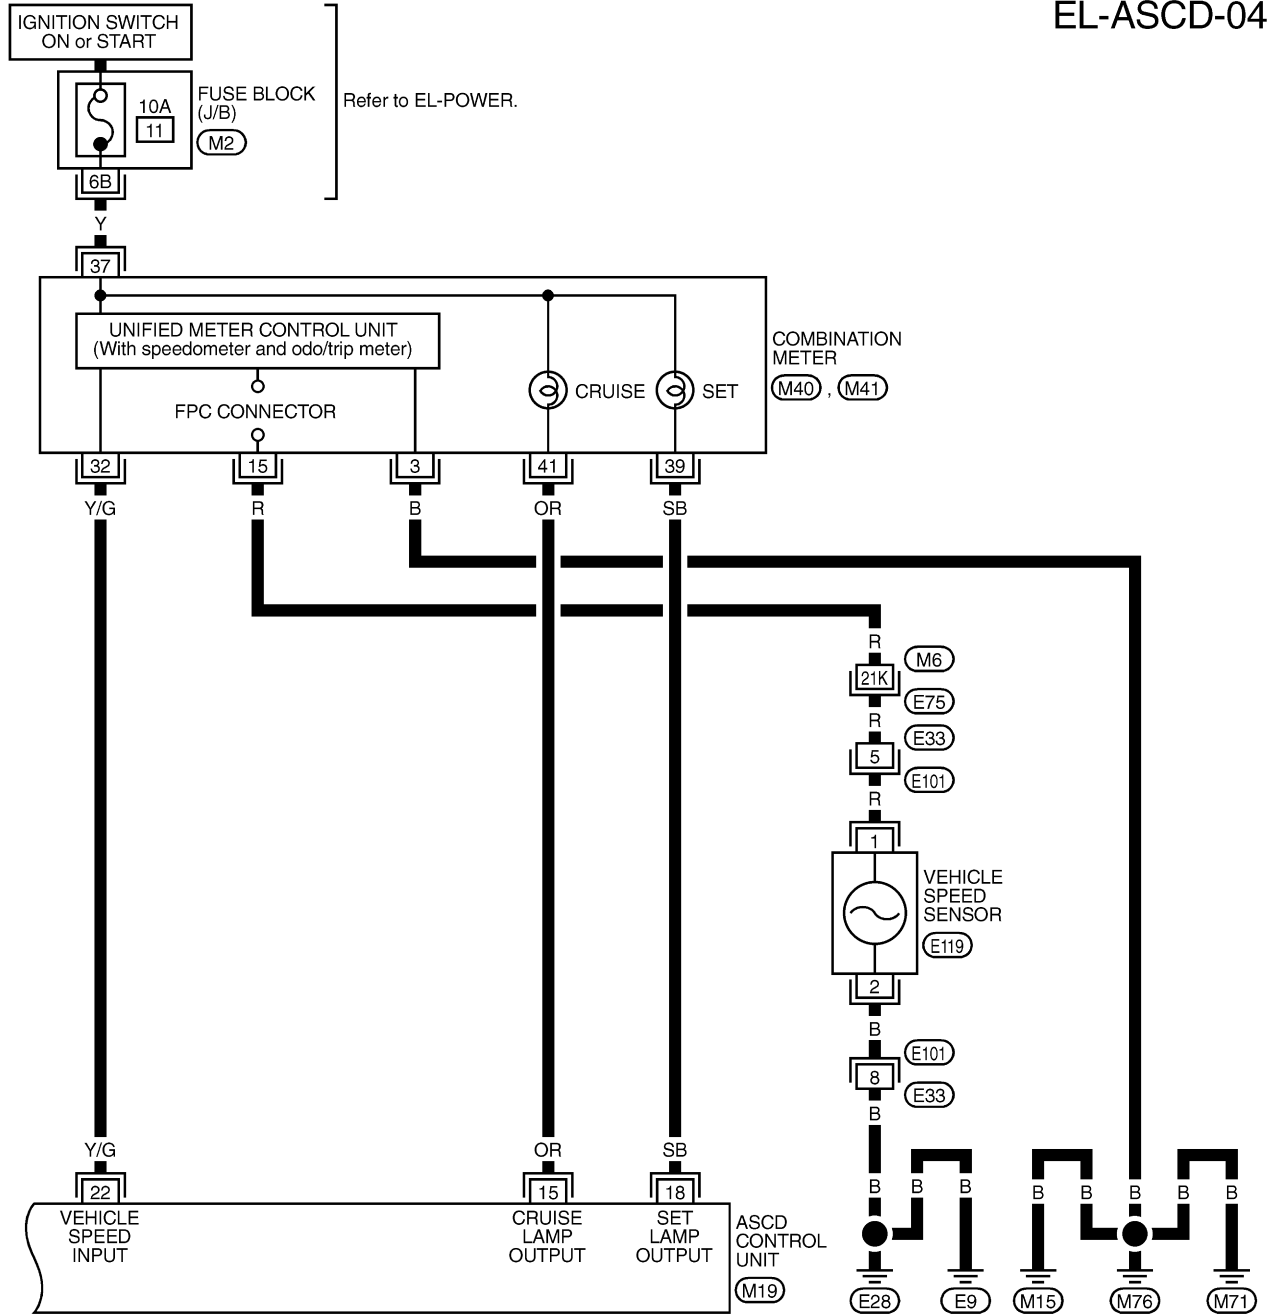 EL-ASCD-04
IGNITION SWITCH
ON or START
10A
11
FUSE BLOCK
(J/B)
M2
Refer to EL-POWER.
6B
Y
37
UNIFIED METER CONTROL UNIT
(With speedometer and odo/trip meter)
FPC CONNECTOR
CRUISE
SET
COMBINATION
METER
M40 , M41
32 15 3 41 39
Y/G R B OR SB
R
M6
21K
E75
R
E33
5
E101
R
1
VEHICLE
SPEED
SENSOR
E119
2
B
E101
8
E33
B
Y/G OR SB
B B B B B B B B
22 15 18
VEHICLE
SPEED
INPUT
CRUISE
LAMP
OUTPUT
SET
LAMP
OUTPUT
ASCD
CONTROL
UNIT
M19
E28 E9 M15 M76 M71